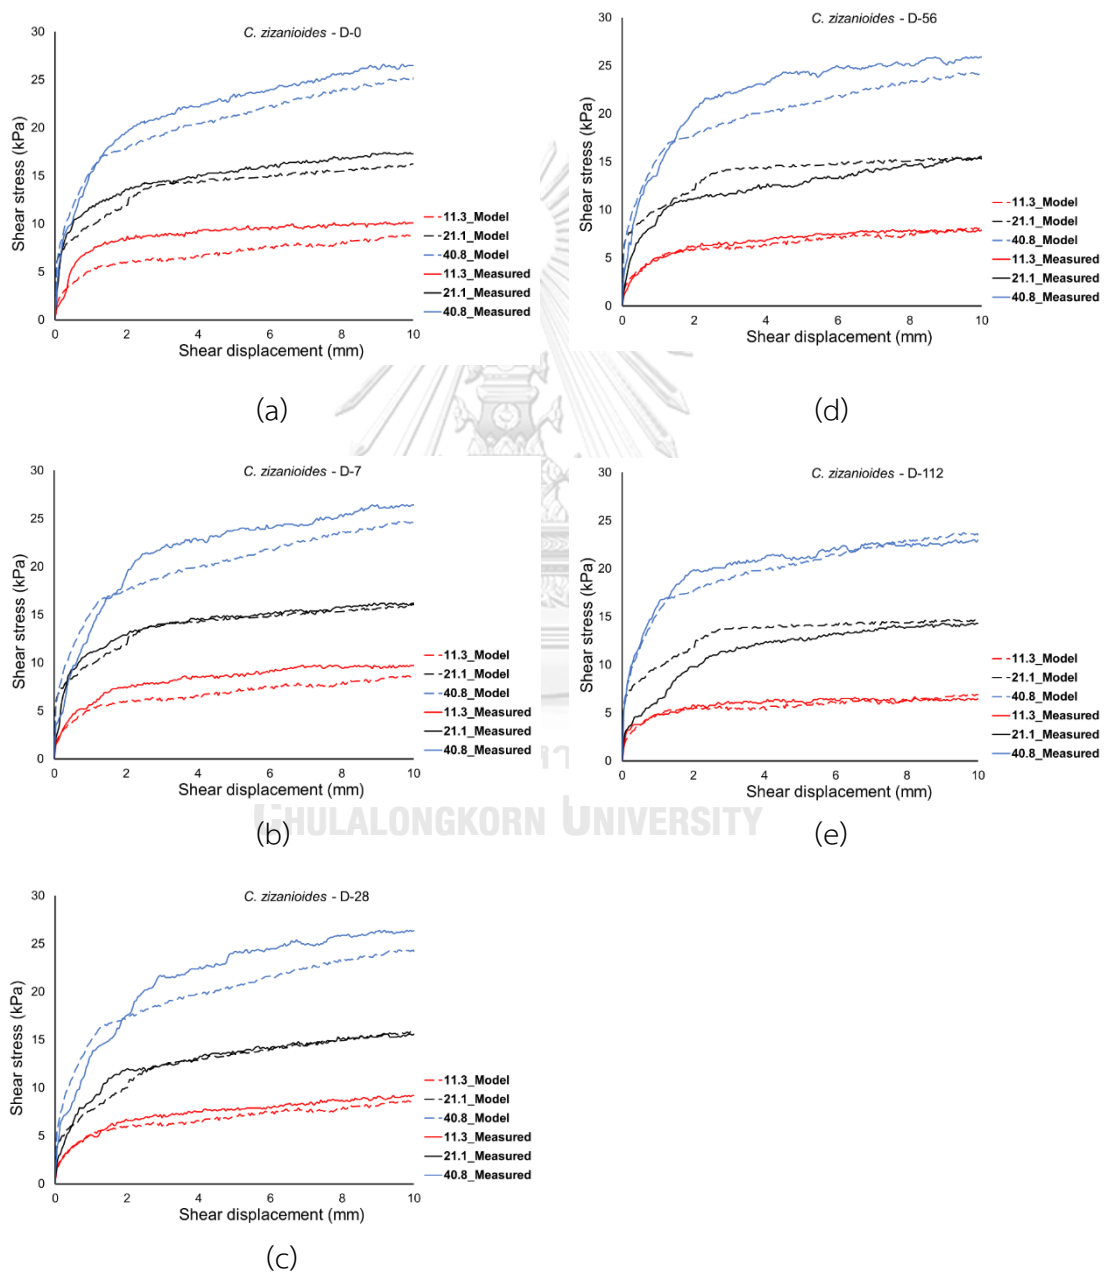 C. zizanioides - D-0
30
25
20
15
10
5
0
0 2 4 6 8 10
Shear stress (kPa)
Shear displacement (mm)
11.3_Model
21.1_Model
40.8_Model
11.3_Measured
21.1_Measured
40.8_Measured
(a)
C. zizanioides - D-56
30
25
20
15
10
5
0
0 2 4 6 8 10
Shear stress (kPa)
Shear displacement (mm)
11.3_Model
21.1_Model
40.8_Model
11.3_Measured
21.1_Measured
40.8_Measured
(d)
C. zizanioides - D-7
30
25
20
15
10
5
0
0 2 4 6 8 10
Shear stress (kPa)
Shear displacement (mm)
11.3_Model
21.1_Model
40.8_Model
11.3_Measured
21.1_Measured
40.8_Measured
(b)
C. zizanioides - D-112
30
25
20
15
10
5
0
0 2 4 6 8 10
Shear stress (kPa)
Shear displacement (mm)
11.3_Model
21.1_Model
40.8_Model
11.3_Measured
21.1_Measured
40.8_Measured
(e)
CHULALONGKORN UNIVERSITY
C. zizanioides - D-28
30
25
20
15
10
5
0
0 2 4 6 8 10
Shear stress (kPa)
Shear displacement (mm)
11.3_Model
21.1_Model
40.8_Model
11.3_Measured
21.1_Measured
40.8_Measured
(c)